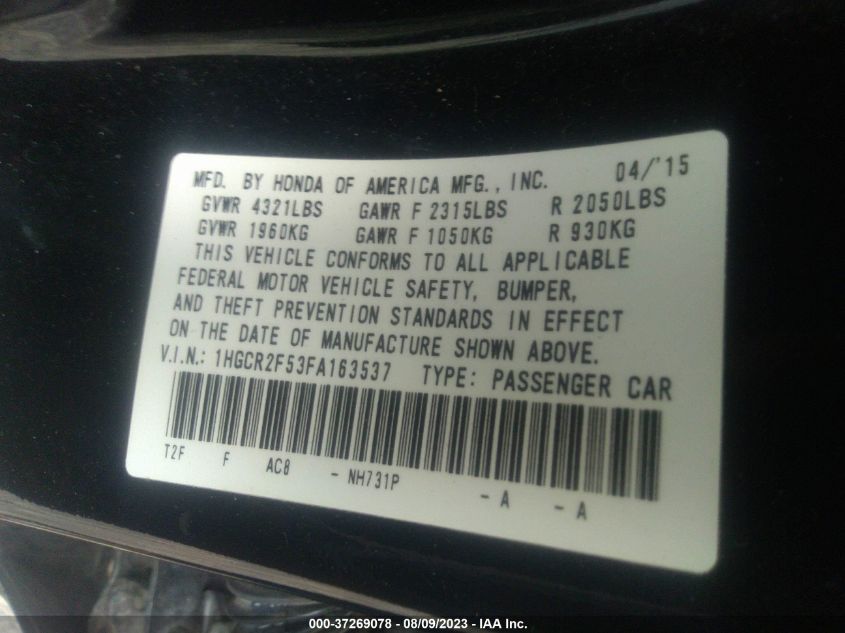 MFD. BY HONDA OF AMERICA MFG., INC. 04/'15
GVWR 4321LBS GAWR F 2315LBS R 2050LBS
GVWR 1960KG GAWR F 1050KG R 930KG
THIS VEHICLE CONFORMS TO ALL APPLICABLE
FEDERAL MOTOR VEHICLE SAFETY, BUMPER,
AND THEFT PREVENTION STANDARDS IN EFFECT
ON THE DATE OF MANUFACTURE SHOWN ABOVE.
V.I.N.: 1HGCR2F53FA163537 TYPE: PASSENGER CAR
T2F F AC8 - NH731P - A - A
000-37269078 - 08/09/2023 - IAA Inc.